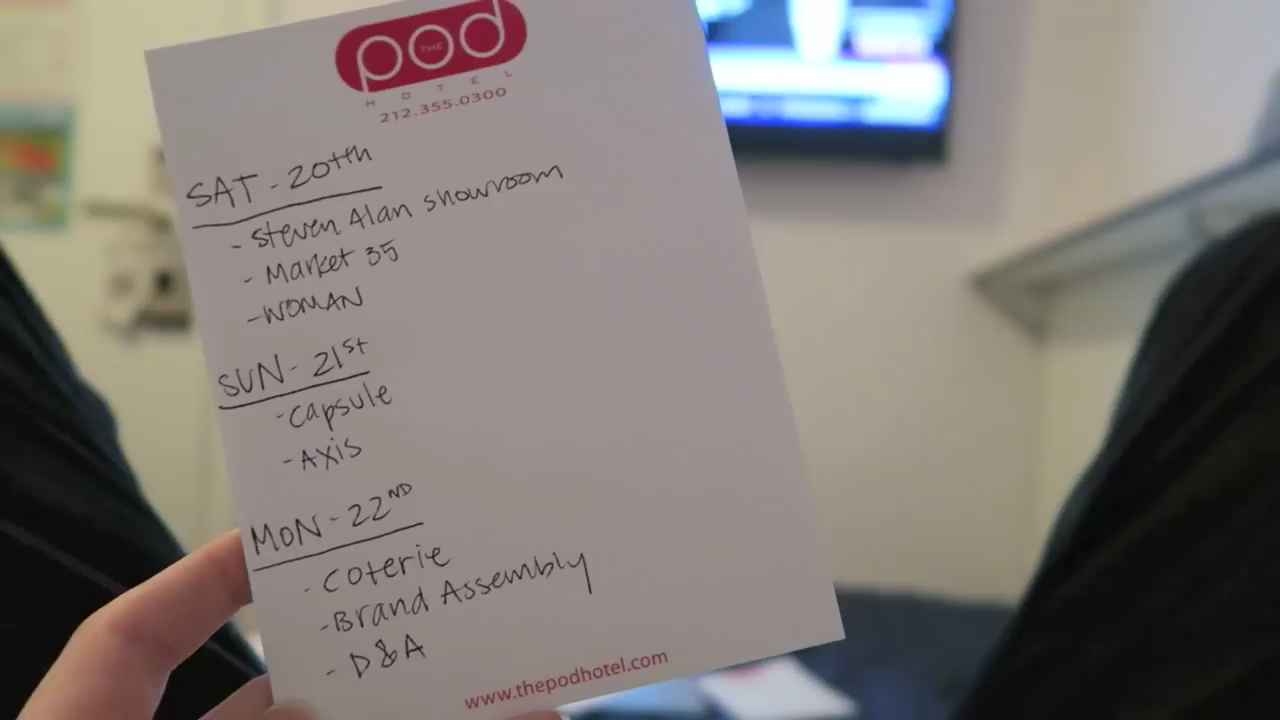 THE
pod
HOTEL
212.355.0300
SAT - 20tth
- Steven Alan showroom
- Market 35
- WOMAN
SUN - 21st
- Capsule
- AXIS
MON - 22ND
- Coterie
- Brand Assembly
- D&A
www.thepodhotel.com